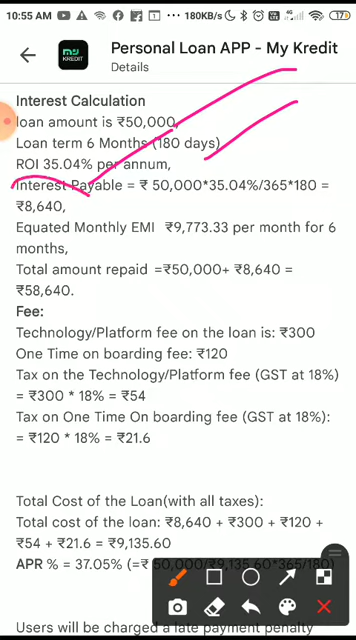 10:55 AM 180KB/s 17
Personal Loan APP - My Kredit
MY
KREDIT
Details
Interest Calculation
loan amount is ₹50,000,
Loan term 6 Months (180 days)
ROI 35.04% per annum,
Interest Payable = ₹ 50,000*35.04%/365*180 =
₹8,640,
Equated Monthly EMI ₹9,773.33 per month for 6
months,
Total amount repaid =₹50,000+ ₹8,640 =
₹58,640.
Fee:
Technology/Platform fee on the loan is: ₹300
One Time on boarding fee: ₹120
Tax on the Technology/Platform fee (GST at 18%)
= ₹300 * 18% = ₹54
Tax on One Time On boarding fee (GST at 18%):
= ₹120 * 18% = ₹21.6
Total Cost of the Loan(with all taxes):
Total cost of the loan: ₹8,640 + ₹300 + ₹120 +
₹54 + ₹21.6 = ₹9,135.60
APR % = 37.05% (=₹ 50,000/₹9,135.60*365/180)
Users will be charged a late payment penalty